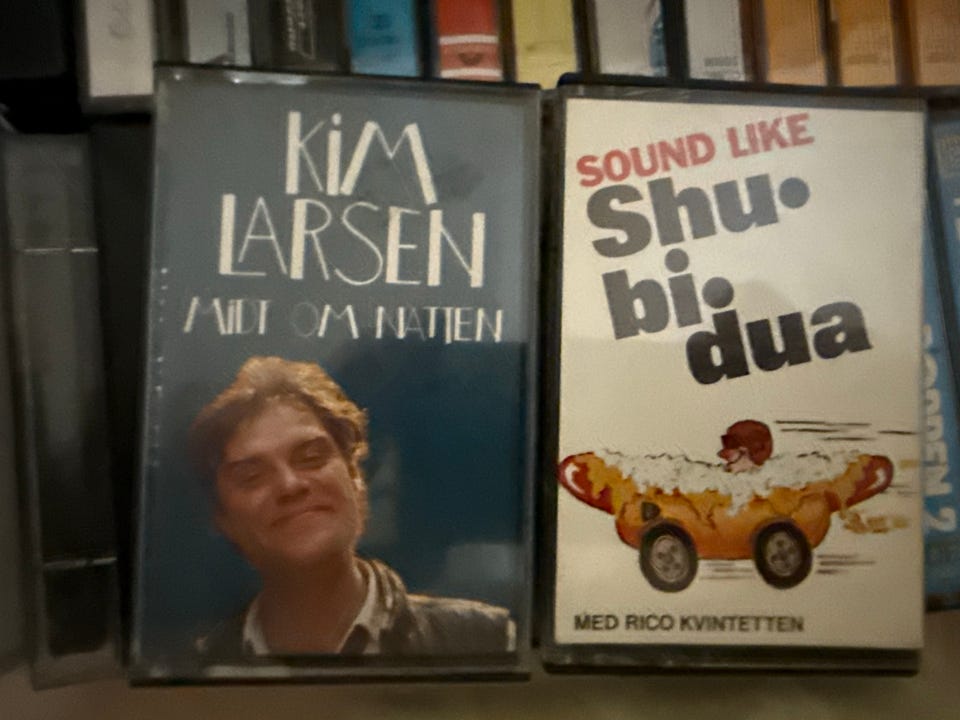 KiM
LARSEN
MiDT OM NATTEN
SOUND LIKE
Shu•
bi•
dua
MED RICO KVINTETTEN